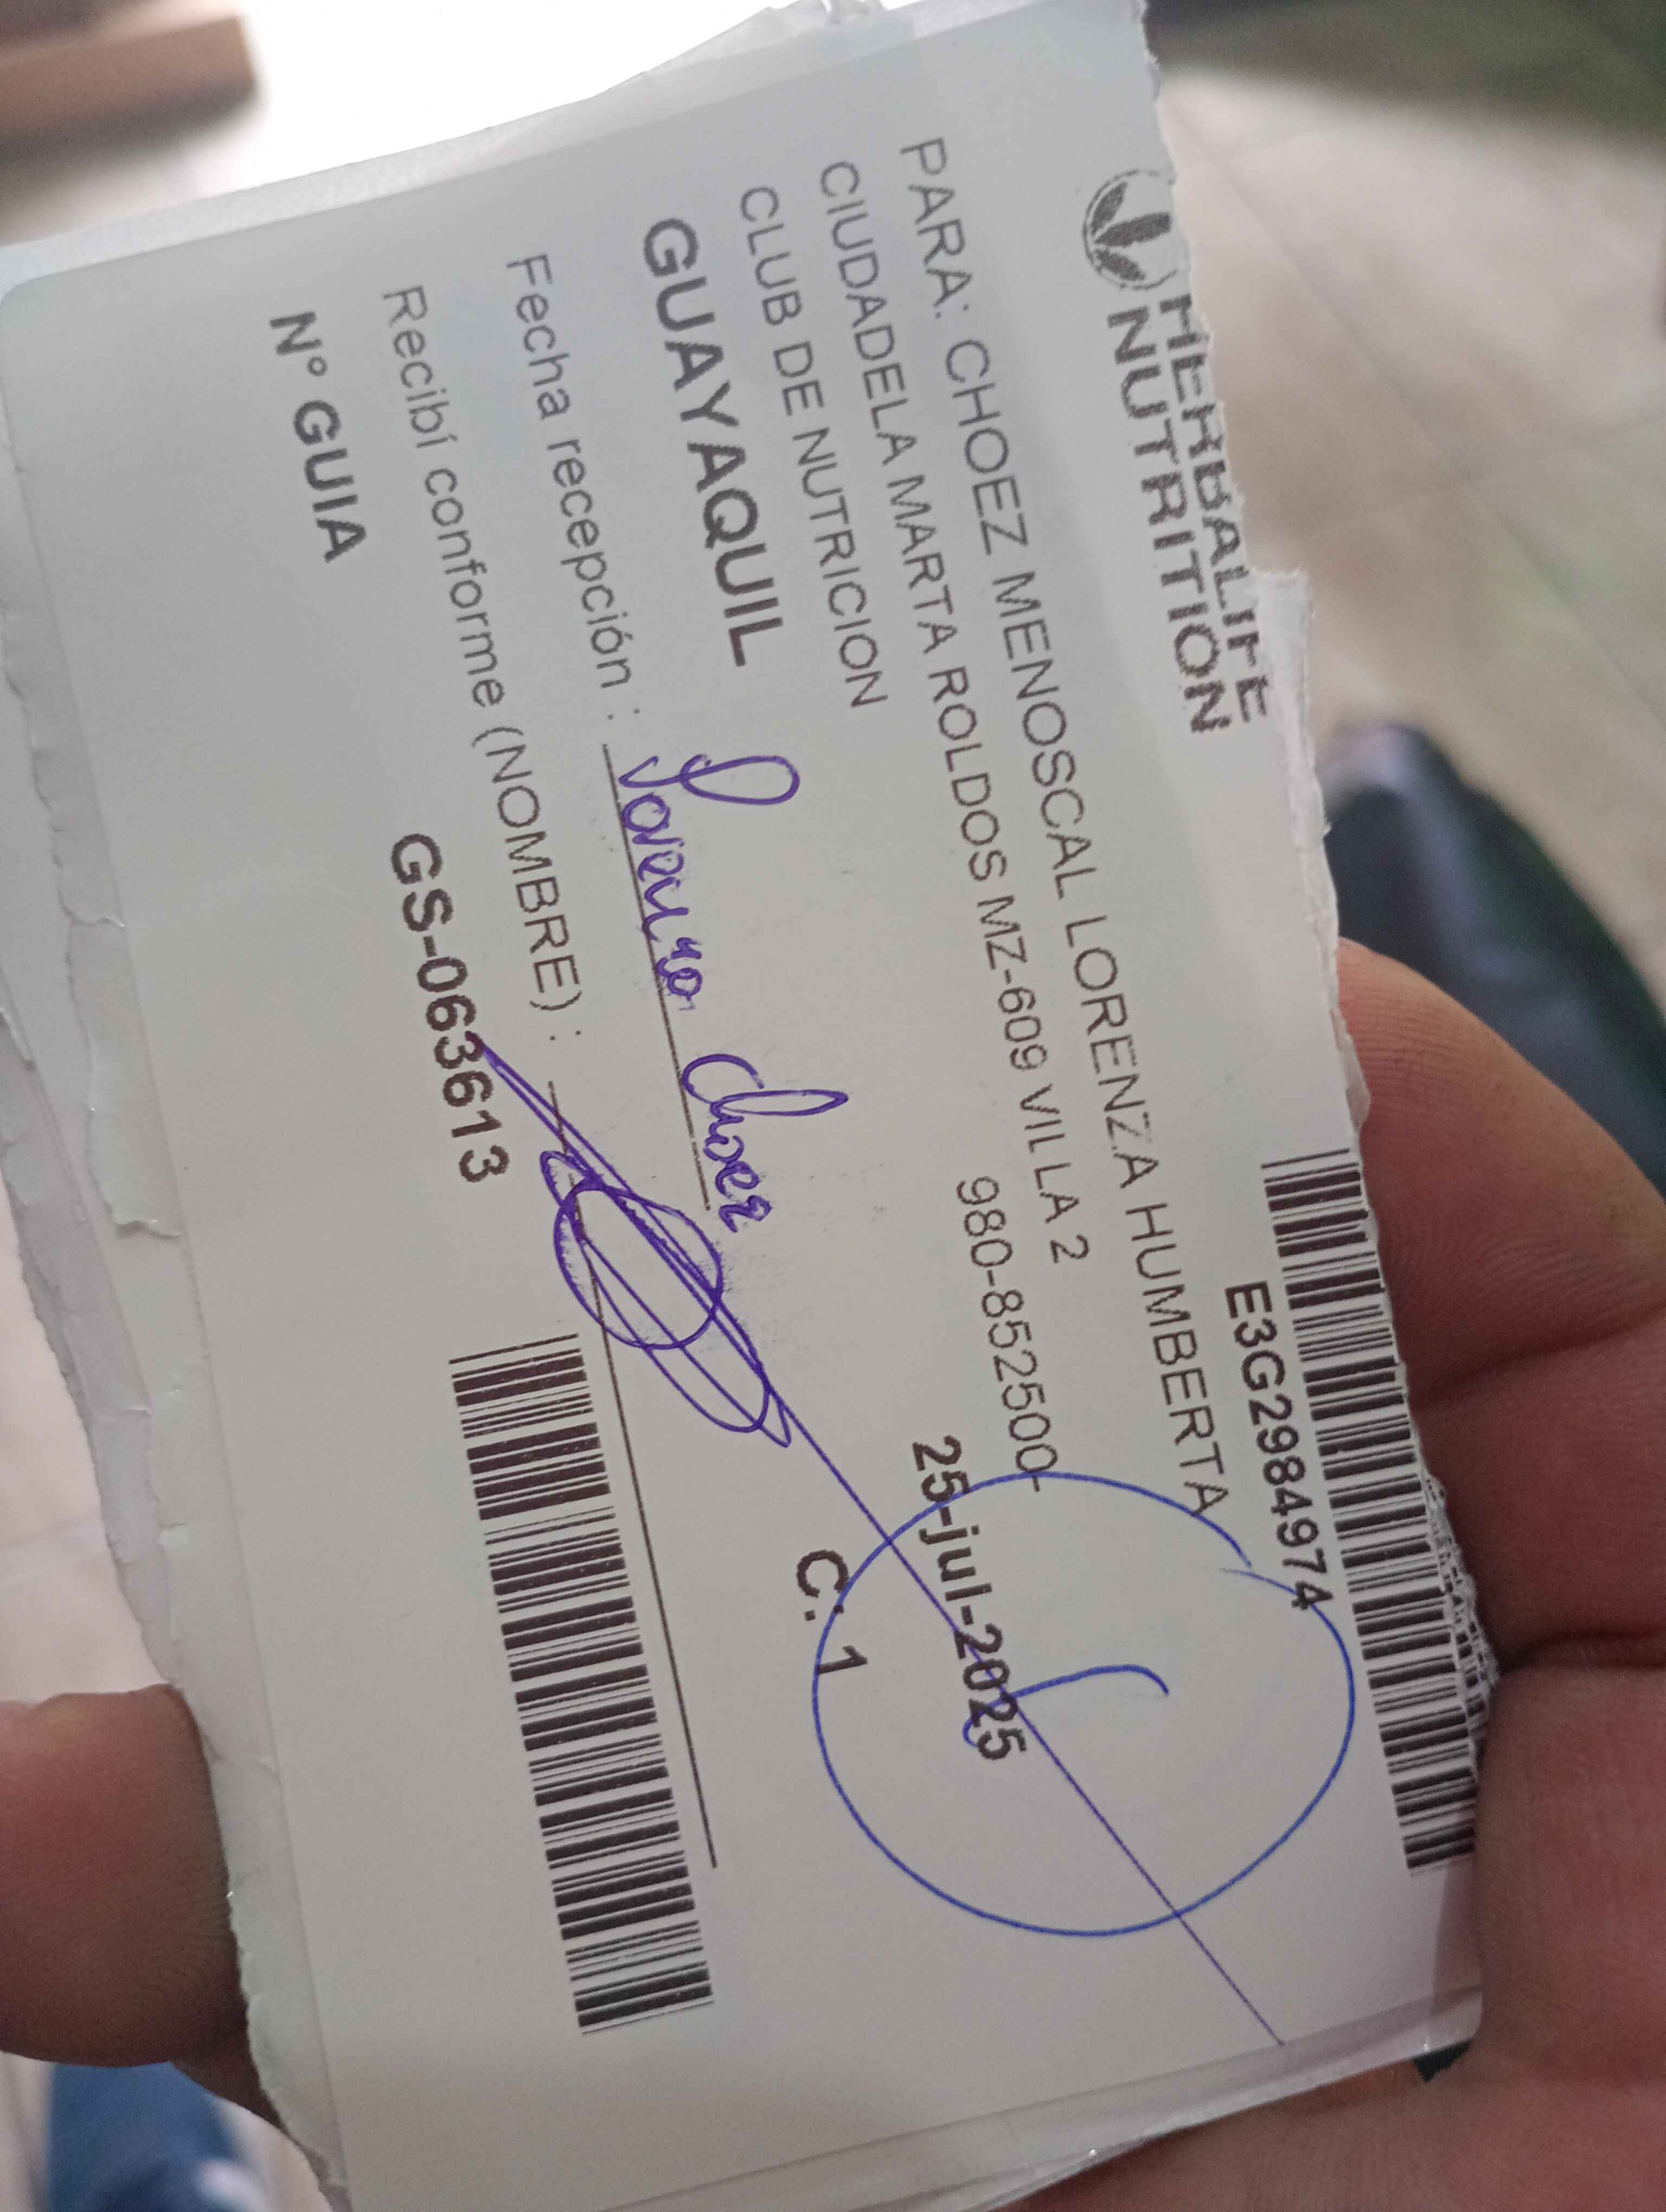 HERBALIFE
NUTRITION
E3G2984974
PARA: CHOEZ MENOSCAL LORENZA HUMBERTA
CIUDADELA MARTA ROLDOS MZ-609 VILLA 2
CLUB DE NUTRICION
980-852500-
GUAYAQUIL
25-jul-2025
Fecha recepción :
Choez
C: 1
Recibí conforme (NOMBRE) :
N° GUIA
GS-063613